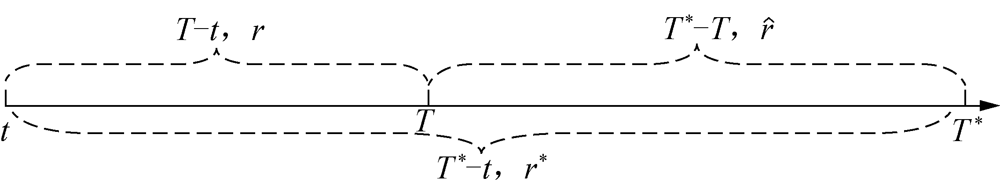 T−t， r
T*−T， r̂
t
T
T*
T*−t， r*